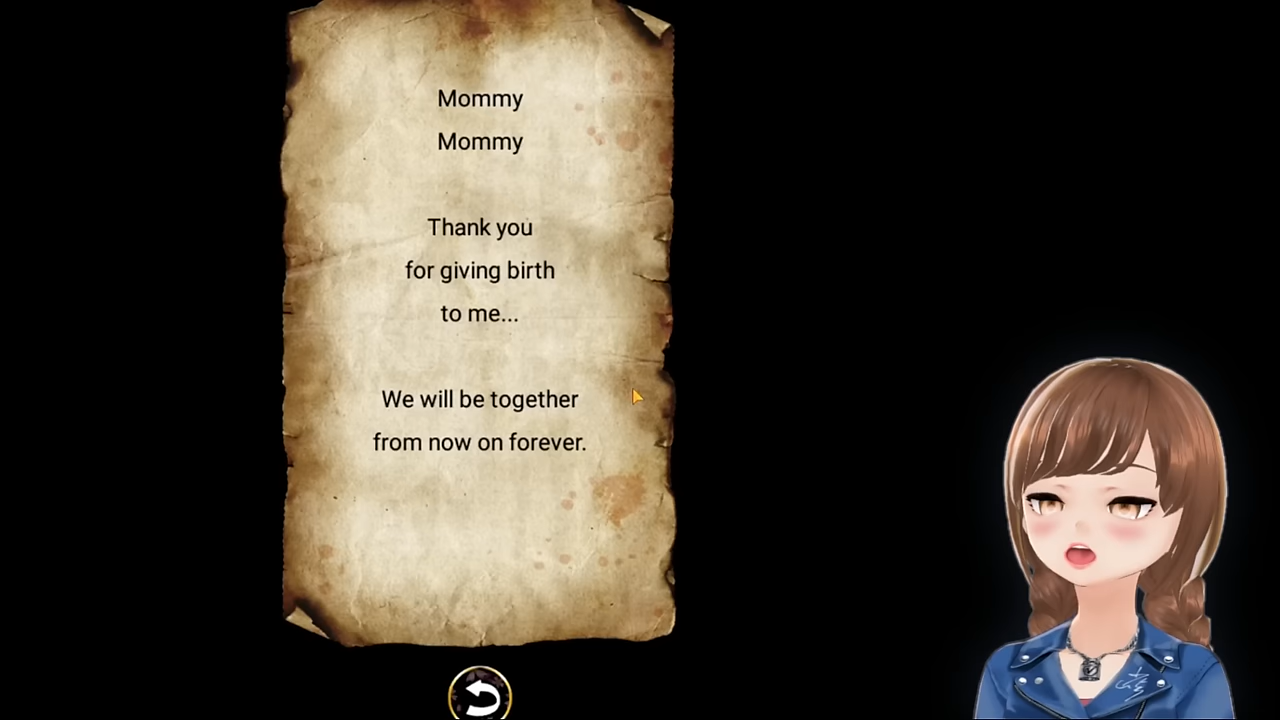 Mommy
Mommy
Thank you
for giving birth
to me...
We will be together
from now on forever.